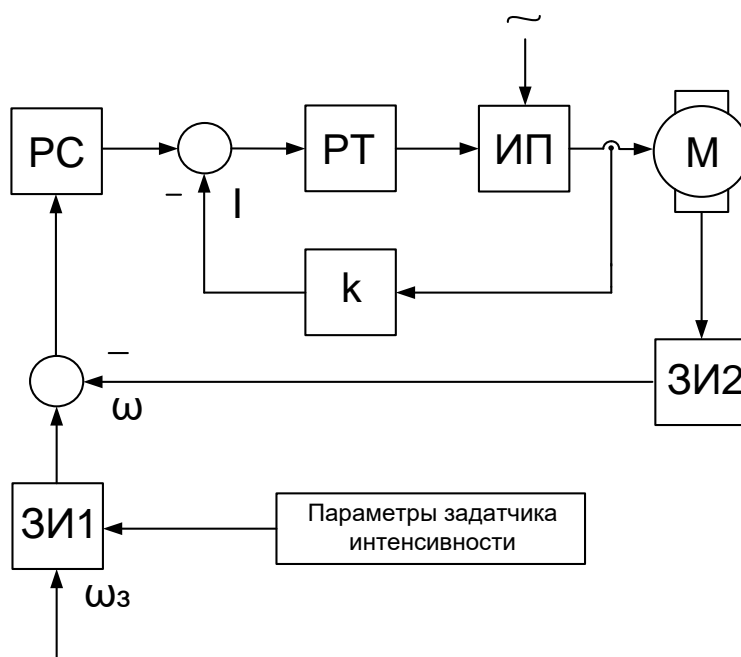 ~
РС
РТ
ИП
М
–
I
k
–
ω
ЗИ2
ЗИ1
Параметры задатчика
интенсивности
ωз